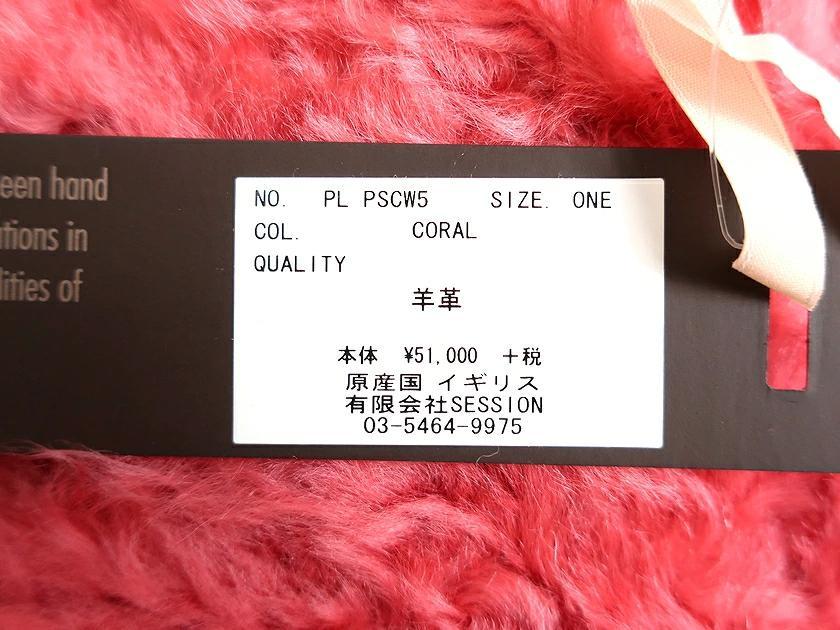 een hand
tions in
lities of
NO. PL PSCW5 SIZE. ONE
COL. CORAL
QUALITY
羊革
本体 ¥51,000 +税
原産国 イギリス
有限会社SESSION
03-5464-9975